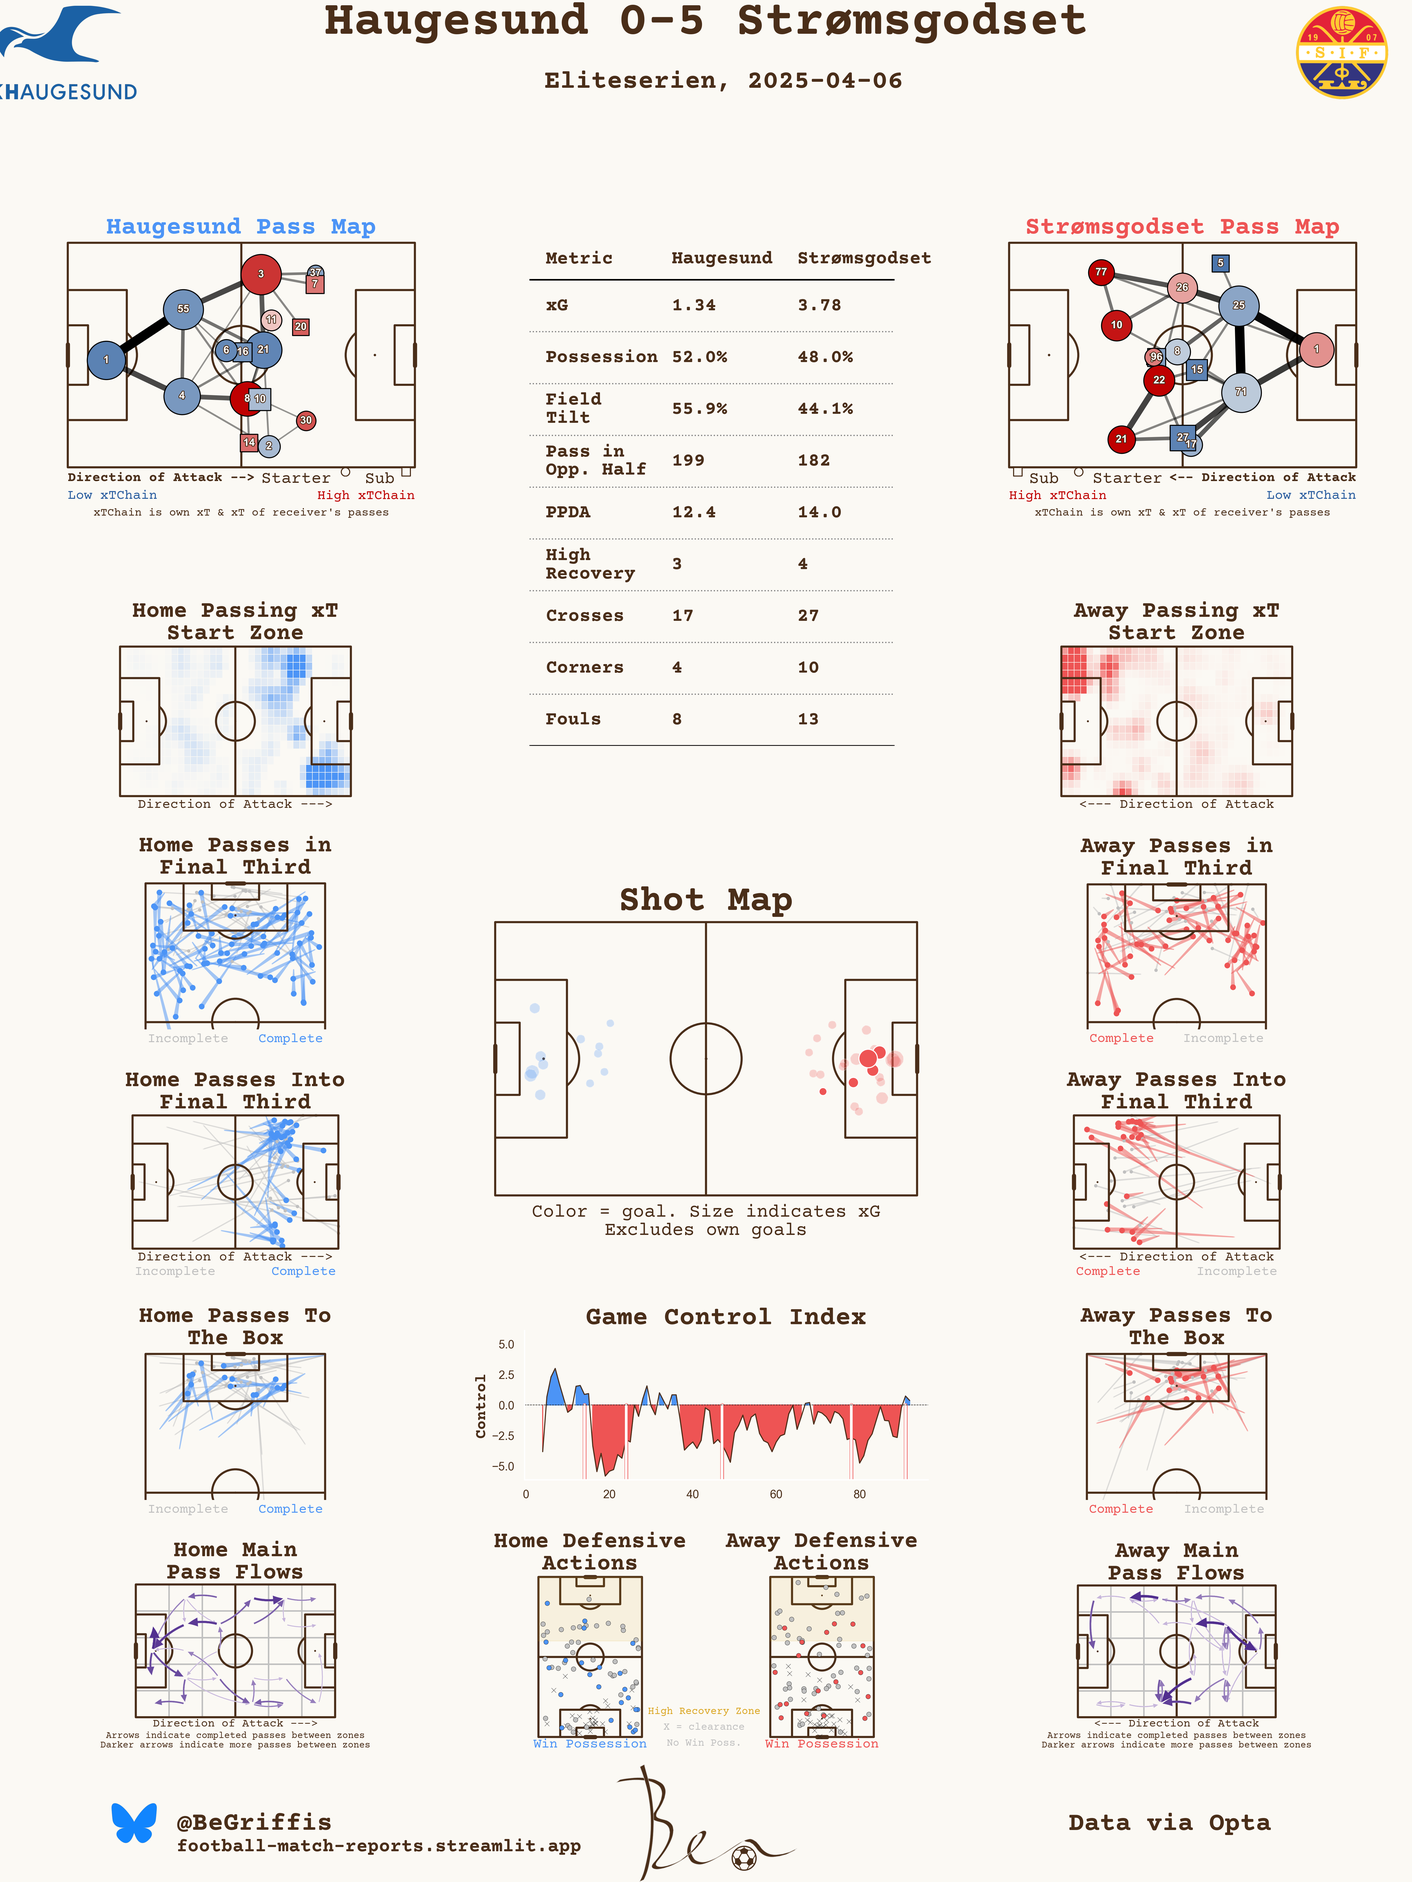 Haugesund 0-5 Strømsgodset
Eliteserien, 2025-04-06
KHAUGESUND
19 07
S.I.F
Haugesund Pass Map
1
55
4
3
37
7
11
20
6
16
21
8
10
30
14
2
Direction of Attack --> Starter Sub
Low xTChain High xTChain
xTChain is own xT & xT of receiver's passes
Metric Haugesund Strømsgodset
xG 1.34 3.78
Possession 52.0% 48.0%
Field
Tilt 55.9% 44.1%
Pass in
Opp. Half 199 182
PPDA 12.4 14.0
High
Recovery 3 4
Crosses 17 27
Corners 4 10
Fouls 8 13
Strømsgodset Pass Map
77
5
26
25
10
1
96
8
22
15
71
21
27
17
Sub Starter <-- Direction of Attack
High xTChain Low xTChain
xTChain is own xT & xT of receiver's passes
Home Passing xT
Start Zone
Direction of Attack --->
Away Passing xT
Start Zone
<--- Direction of Attack
Home Passes in
Final Third
Incomplete Complete
Away Passes in
Final Third
Complete Incomplete
Shot Map
Color = goal. Size indicates xG
Excludes own goals
Home Passes Into
Final Third
Direction of Attack --->
Incomplete Complete
Away Passes Into
Final Third
<--- Direction of Attack
Complete Incomplete
Home Passes To
The Box
Incomplete Complete
Game Control Index
Control
5.0
2.5
0.0
−2.5
−5.0
0 20 40 60 80
Away Passes To
The Box
Complete Incomplete
Home Main
Pass Flows
Direction of Attack --->
Arrows indicate completed passes between zones
Darker arrows indicate more passes between zones
Home Defensive
Actions
Win Possession
High Recovery Zone
X = clearance
No Win Poss.
Away Defensive
Actions
Win Possession
Away Main
Pass Flows
<--- Direction of Attack
Arrows indicate completed passes between zones
Darker arrows indicate more passes between zones
@BeGriffis
football-match-reports.streamlit.app
Ben
Data via Opta